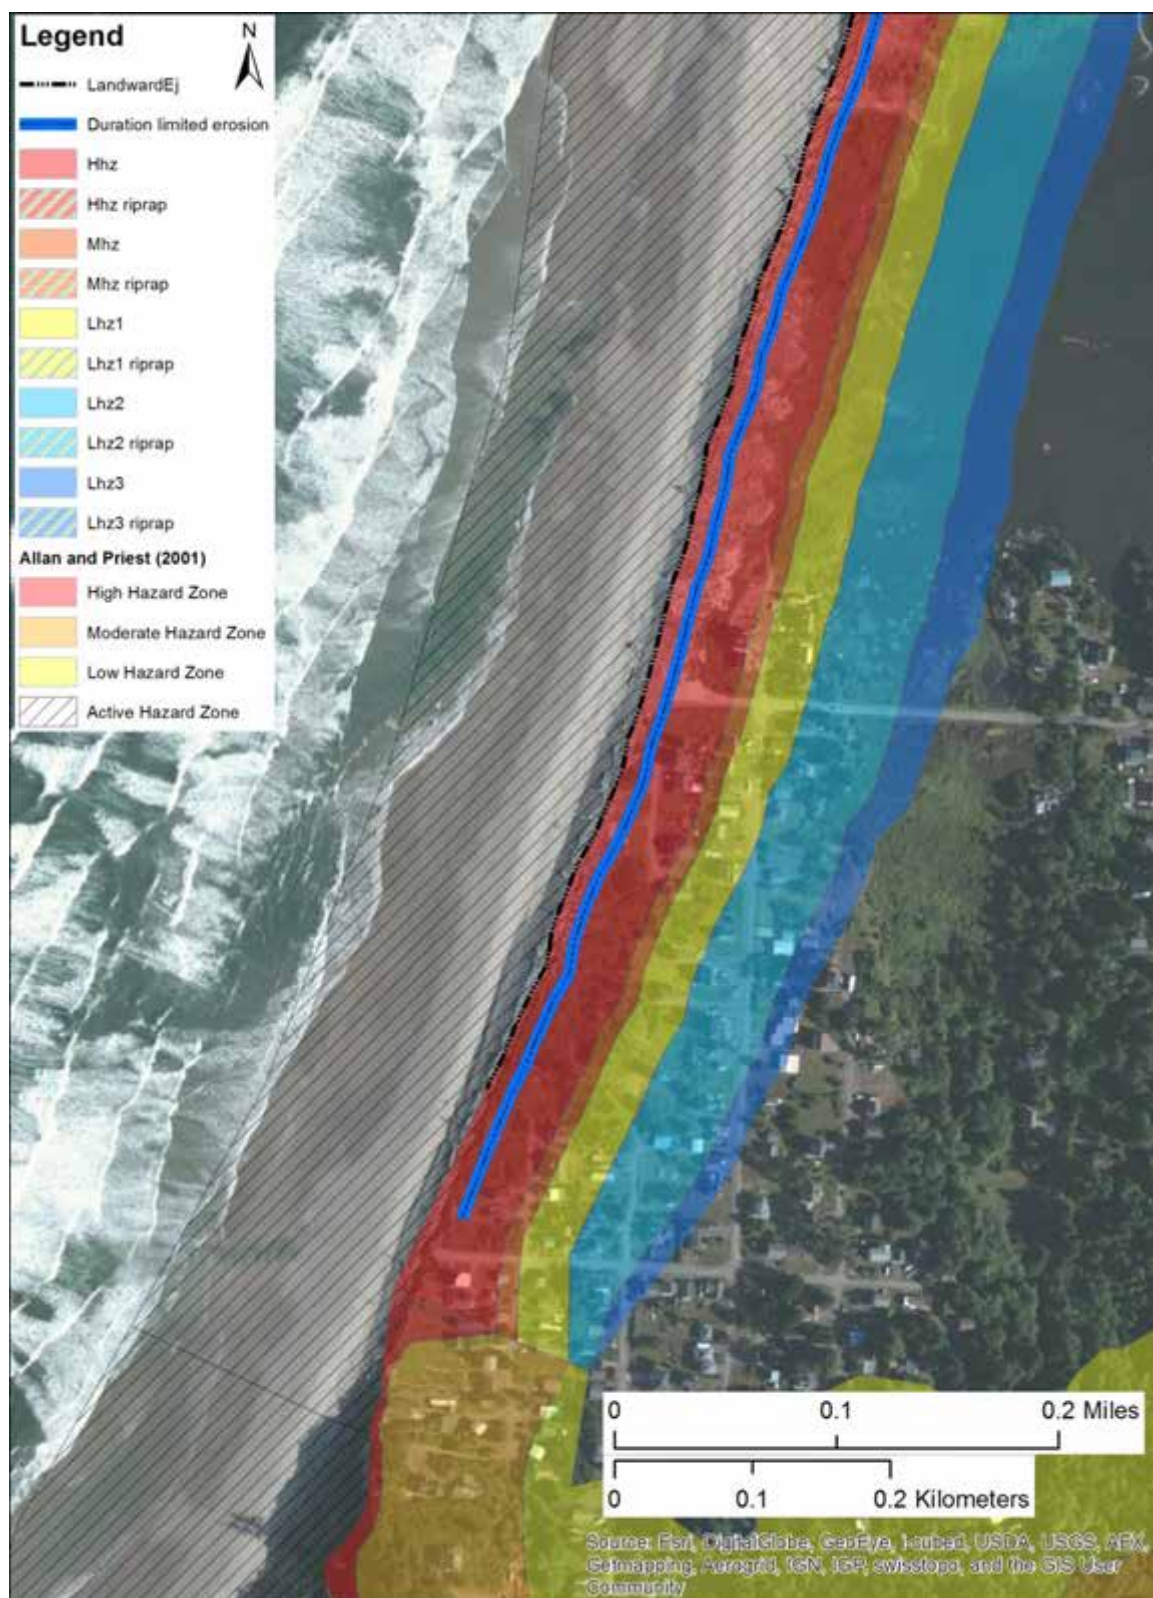 Legend
N
LandwardEj
Duration limited erosion
Hhz
Hhz riprap
Mhz
Mhz riprap
Lhz1
Lhz1 riprap
Lhz2
Lhz2 riprap
Lhz3
Lhz3 riprap
Allan and Priest (2001)
High Hazard Zone
Moderate Hazard Zone
Low Hazard Zone
Active Hazard Zone
0 0.1 0.2 Miles
0 0.1 0.2 Kilometers
Source: Esri, DigitalGlobe, GeoEye, i-cubed, USDA, USGS, AEX,
Getmapping, Aerogrid, IGN, IGP, swisstopo, and the GIS User
Community